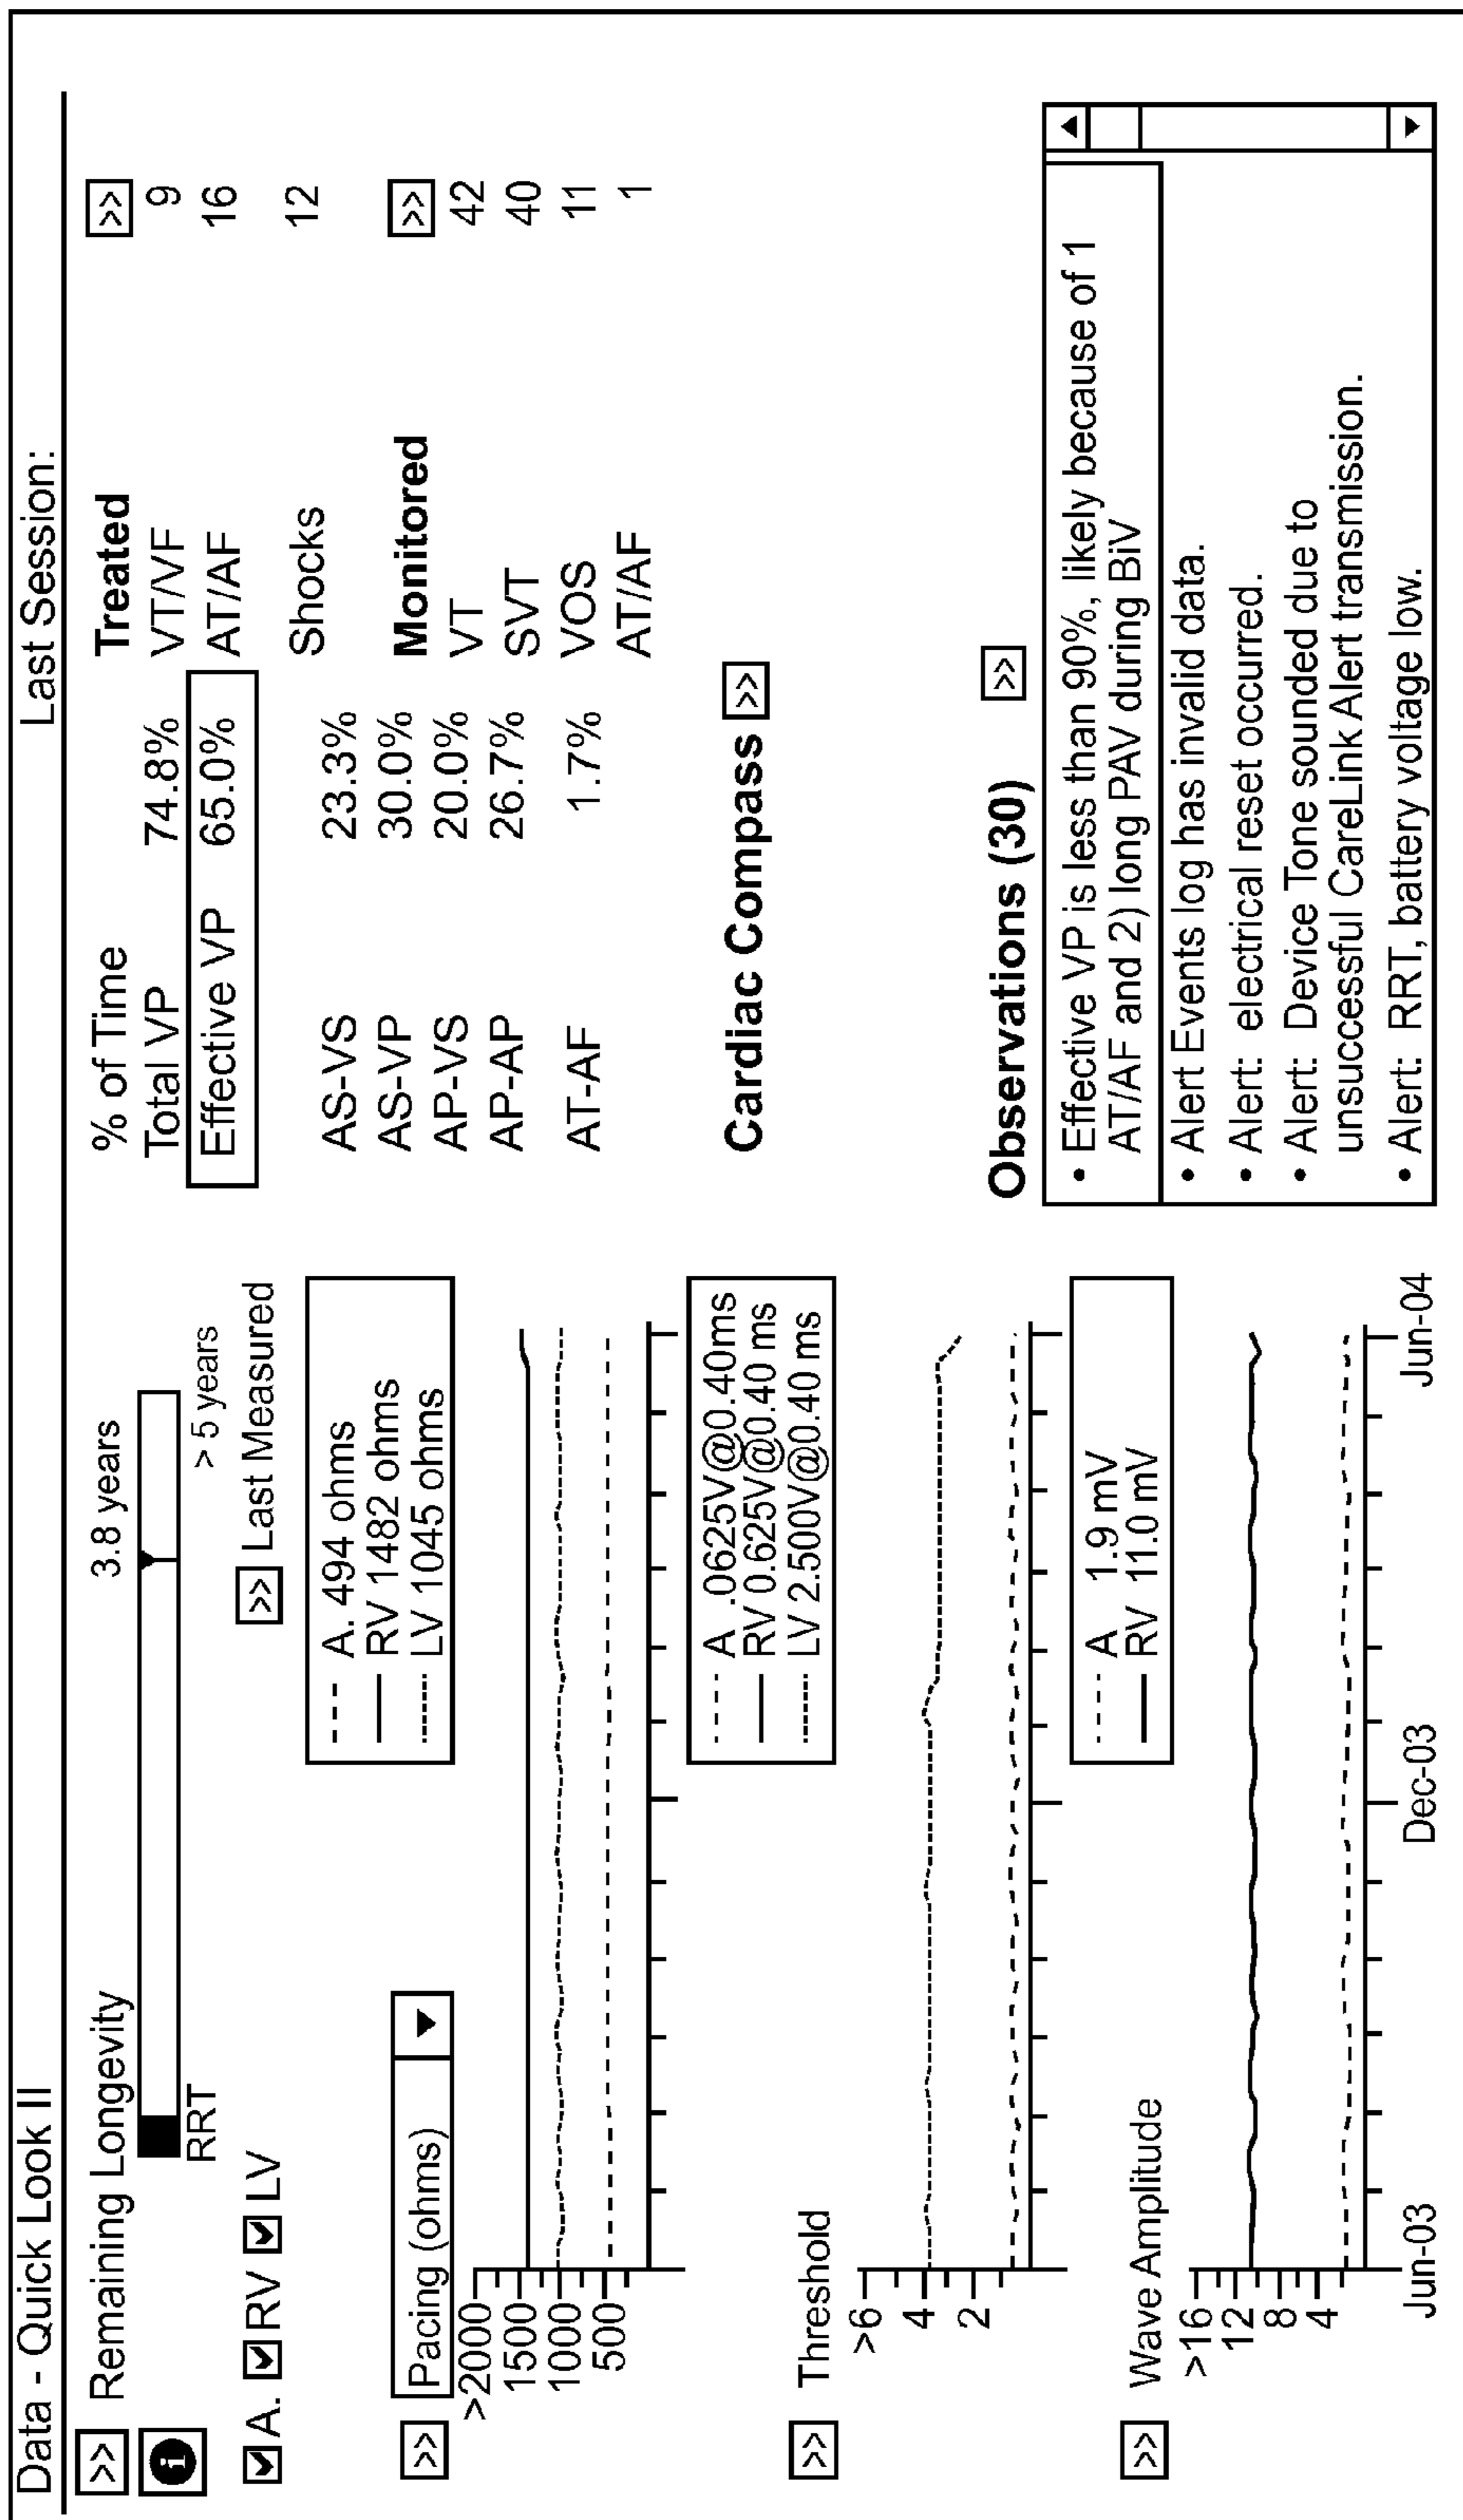 Data - Quick Look II
Last Session:
>> Remaining Longevity
3.8 years
i
RRT
> 5 years
A. RV LV
>> Last Measured
>> Pacing (ohms)
A. 494 ohms
RV 1482 ohms
LV 1045 ohms
>2000
1500
1000
500
>> Threshold
A .0625V@0.40ms
RV 0.625V@0.40 ms
LV 2.500V@0.40 ms
>6
4
2
>> Wave Amplitude
A 1.9 mV
RV 11.0 mV
>16
12
8
4
Jun-03 Dec-03 Jun-04
% of Time
Total VP 74.8%
Effective VP 65.0%
AS-VS 23.3%
AS-VP 30.0%
AP-VS 20.0%
AP-AP 26.7%
AT-AF 1.7%
Treated >>
VT/VF 9
AT/AF 16
Shocks 12
Monitored >>
VT 42
SVT 40
VOS 11
AT/AF 1
Cardiac Compass >>
Observations (30) >>
• Effective VP is less than 90%, likely because of 1
AT/AF and 2) long PAV during BiV
• Alert Events log has invalid data.
• Alert: electrical reset occurred.
• Alert: Device Tone sounded due to
unsuccessful CareLink Alert transmission.
• Alert: RRT, battery voltage low.